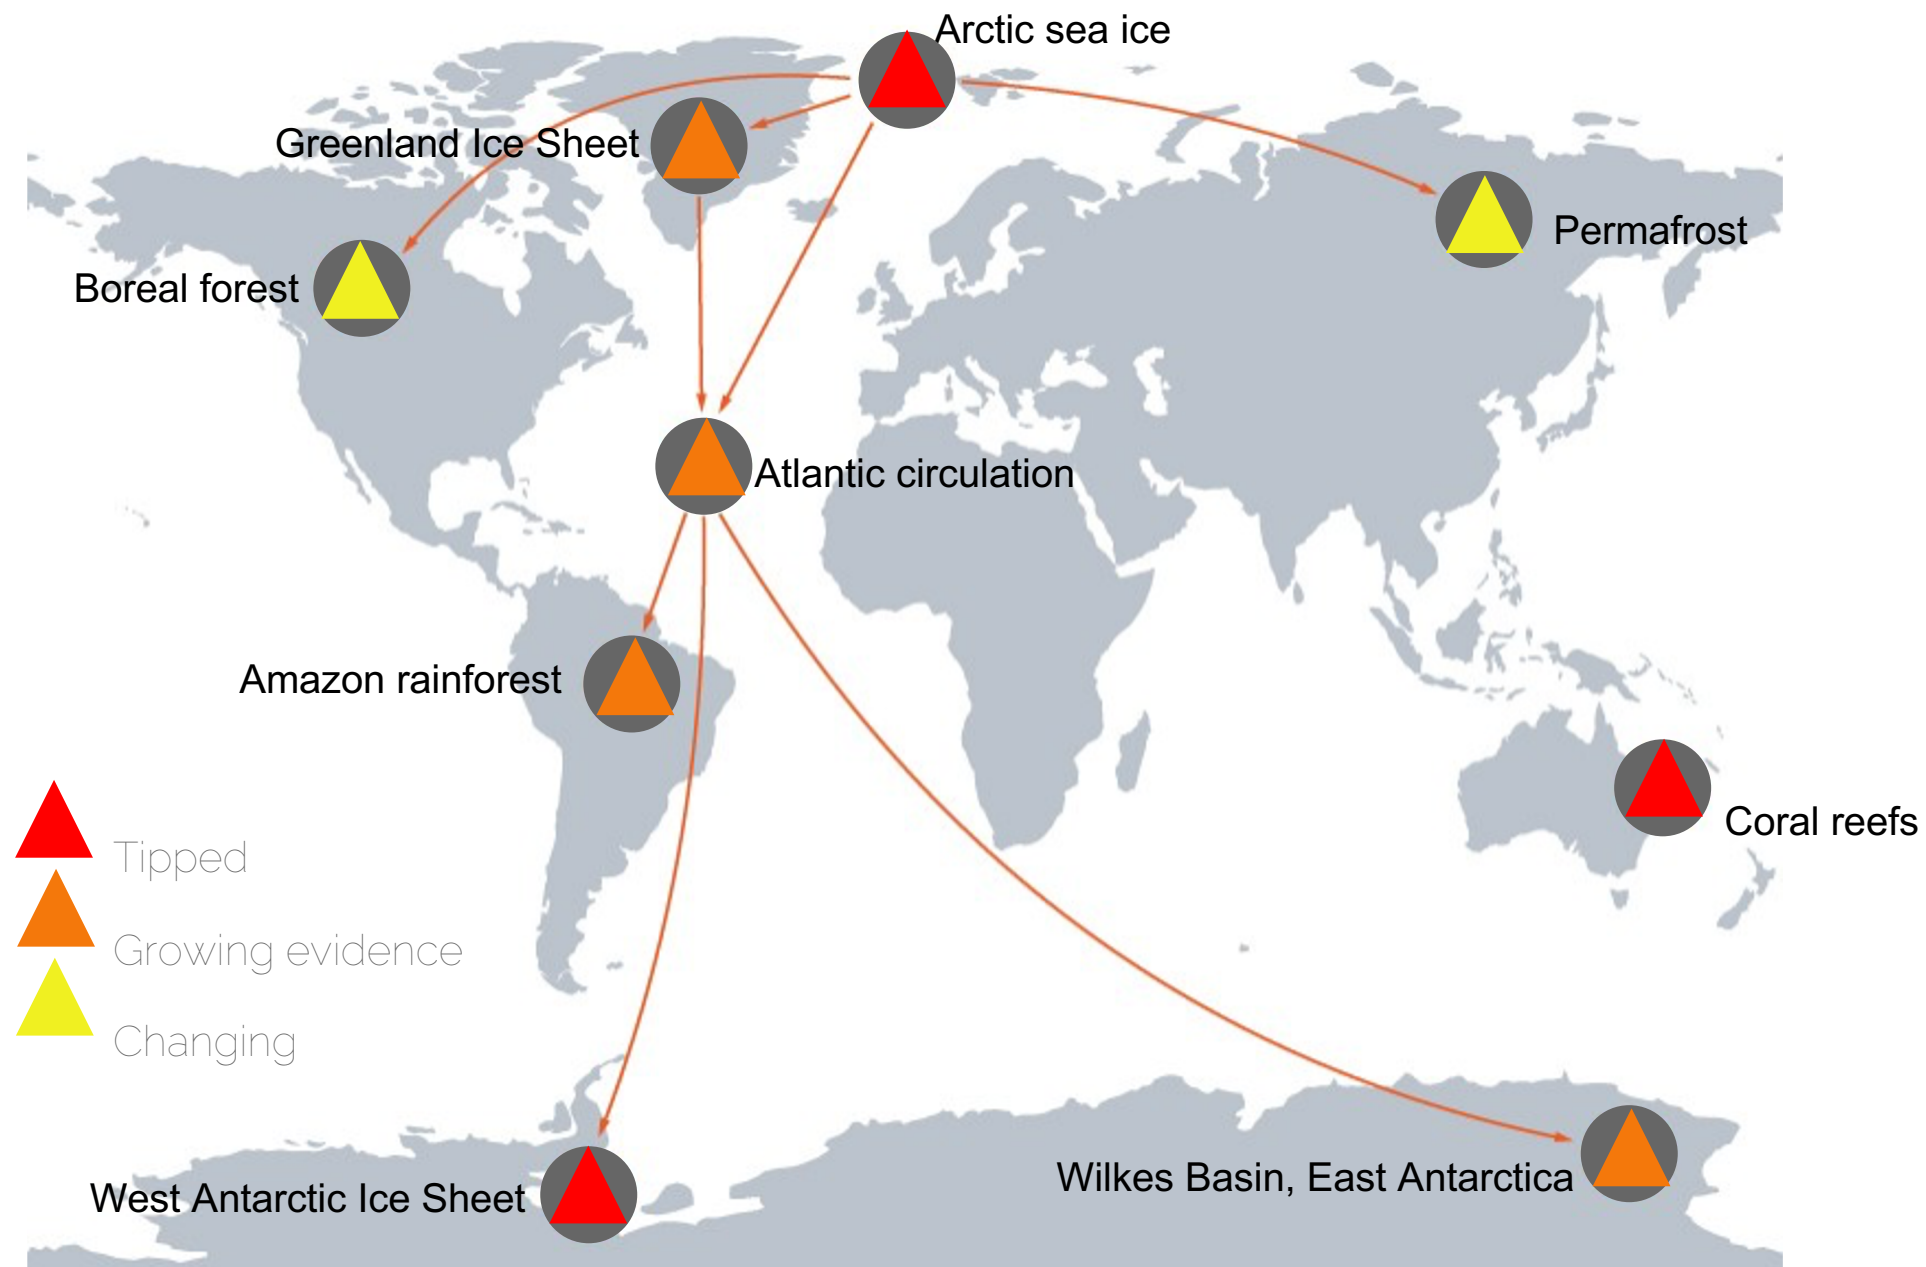 Arctic sea ice
Greenland Ice Sheet
Permafrost
Boreal forest
Atlantic circulation
Amazon rainforest
Coral reefs
Tipped
Growing evidence
Changing
West Antarctic Ice Sheet
Wilkes Basin, East Antarctica